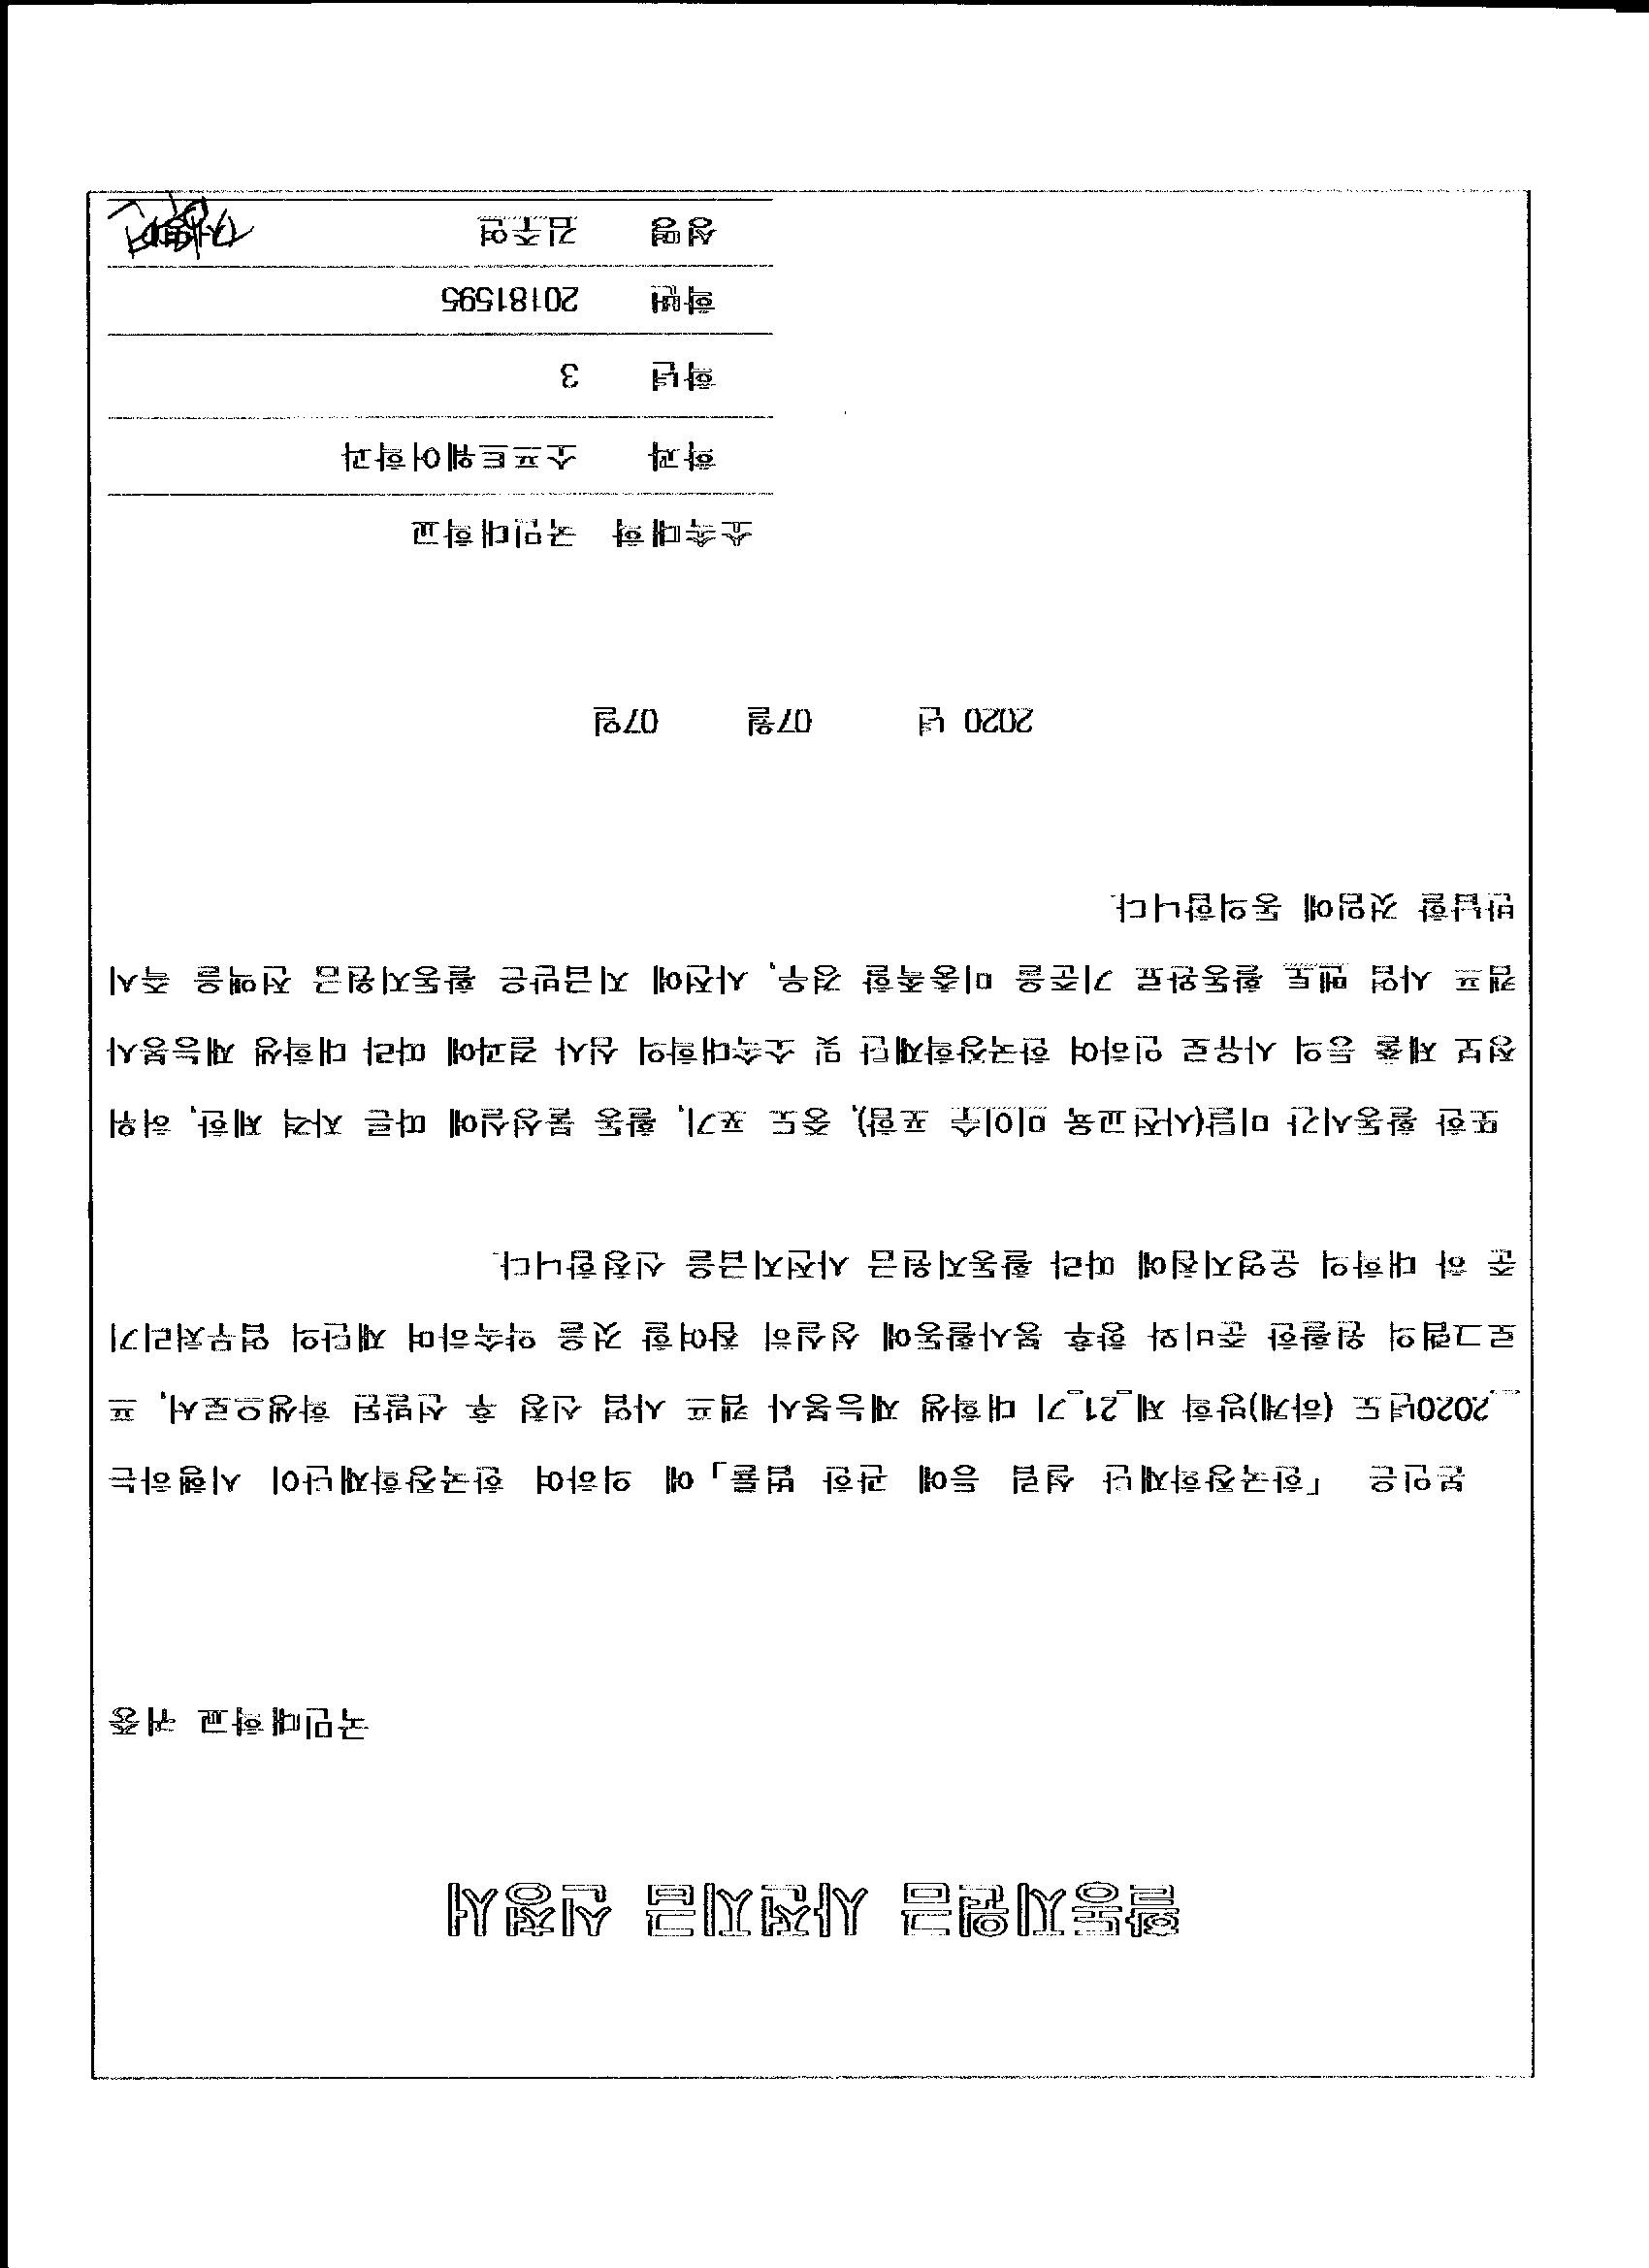 활동지원금 사전지급 신청서
국민대학교 귀중
본인은 「한국장학재단 설립 등에 관한 법률」에 의하여 한국장학재단이 시행하는
_2020년도 (하계)방학 제_21_기 대학생 재능봉사 캠프 사업 신청 후 선발된 학생으로서, 프
로그램의 원활한 준비와 향후 봉사활동에 성실히 참여할 것을 약속하며 재단의 업무처리기
준 하 대학의 운영지침에 따라 활동지원금 사전지급을 신청합니다.
또한 활동시간 미달(사전교육 미이수 포함), 중도 포기, 활동 불성실에 따른 자격 제한, 허위
정보 제출 등의 사유로 인하여 한국장학재단 및 소속대학의 심사 결과에 따라 대학생 재능봉사
캠프 사업 멘토 활동완료 기준을 미충족할 경우, 사전에 지급받은 활동지원금 전액을 즉시
반납할 것임에 동의합니다.
2020 년 07월 07일
소속대학 국민대학교
학과 소프트웨어학과
학년 3
학번 20181595
성명 김주연